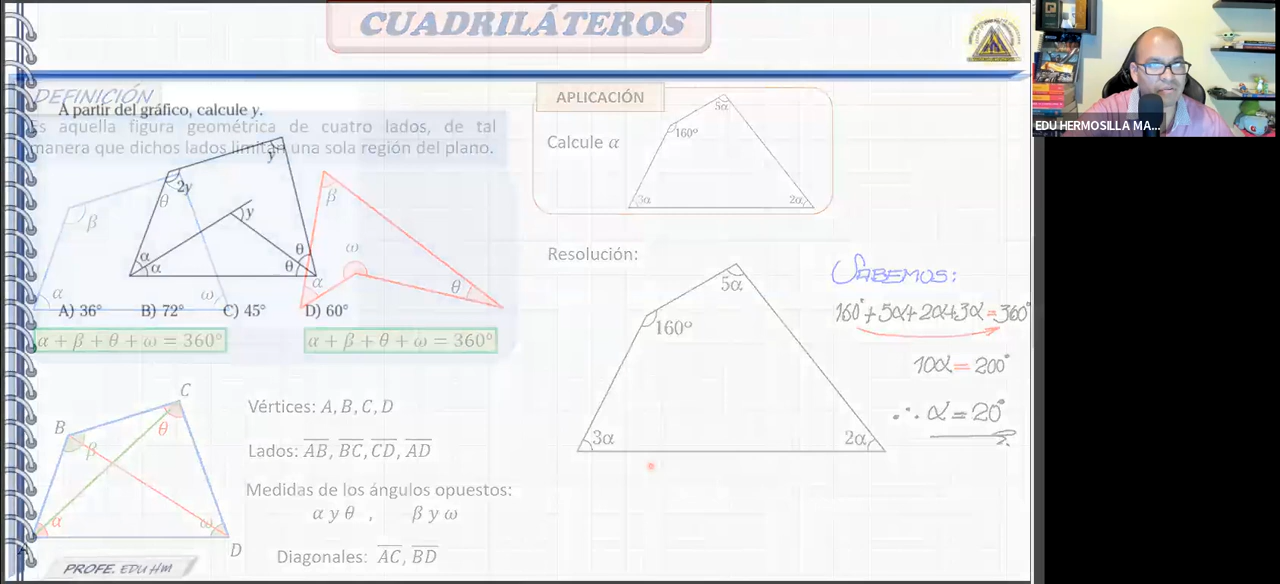 CUADRILÁTEROS
DEFINICIÓN
A partir del gráfico, calcule y.
Es aquella figura geométrica de cuatro lados, de tal
manera que dichos lados limitan una sola región del plano.
y
2y
θ
β
y
α
α
θ
θ
α
ω
β
ω
θ
α
A) 36° B) 72° C) 45° D) 60°
α + β + θ + ω = 360°
α + β + θ + ω = 360°
C
B
θ
β
α
ω
A
D
Vértices: A, B, C, D
Lados: AB, BC, CD, AD
Medidas de los ángulos opuestos:
α y θ , β y ω
Diagonales: AC, BD
PROFE. EDU HM
APLICACIÓN
Calcule α
5α
160º
3α
2α
Resolución:
5α
160º
3α
2α
SABEMOS:
160°+5α+2α+3α=360°
10α=200°
∴ α=20°
EDU HERMOSILLA MA...